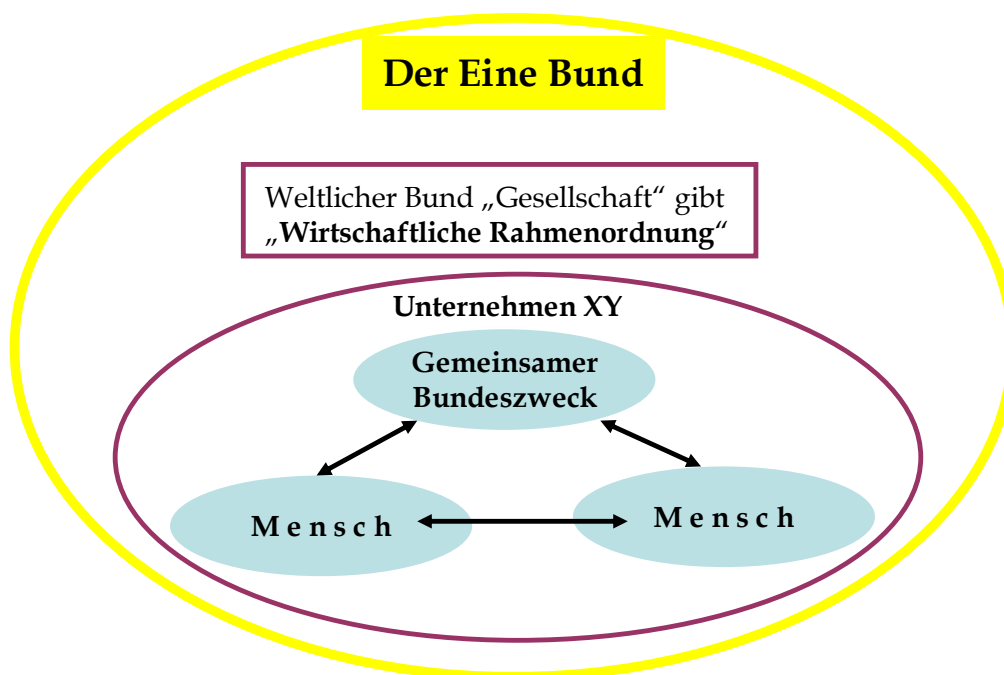 Der Eine Bund
Weltlicher Bund „Gesellschaft“ gibt
„Wirtschaftliche Rahmenordnung“
Unternehmen XY
Gemeinsamer
Bundeszweck
M e n s c h
M e n s c h